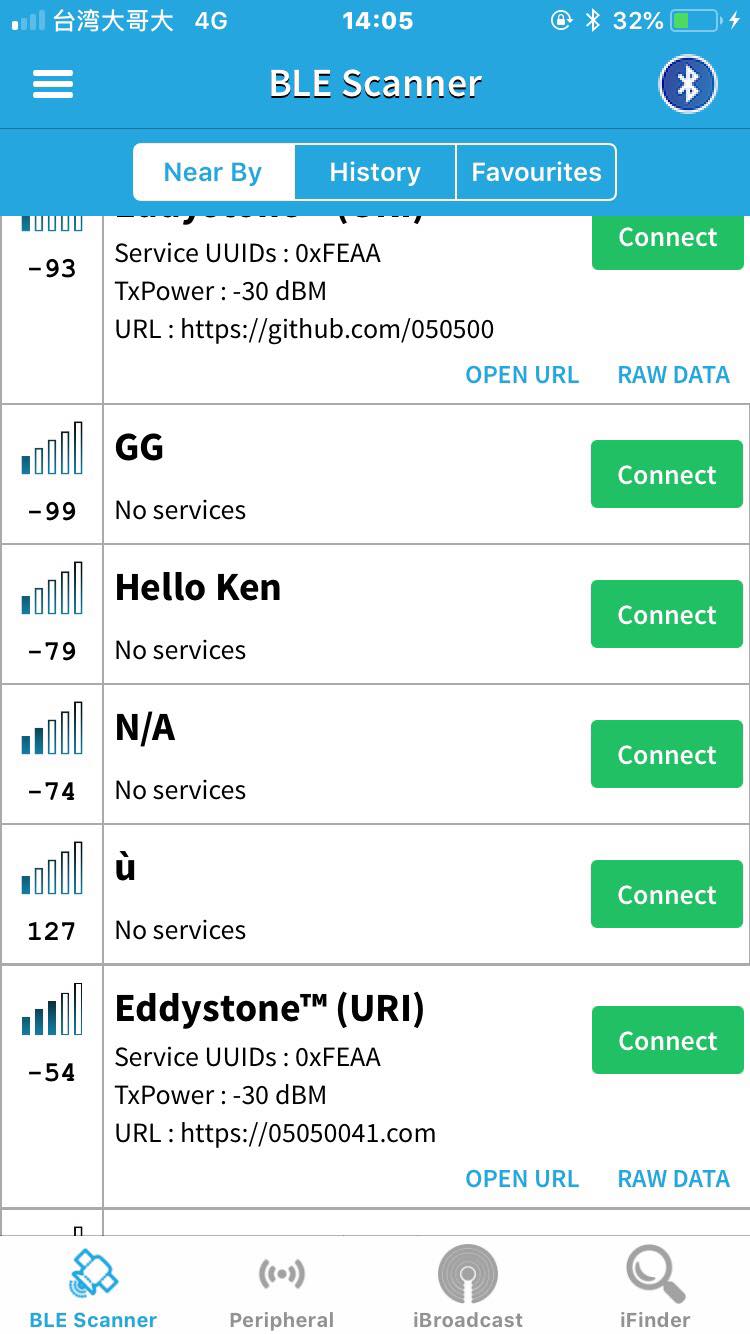 台湾大哥大 4G 14:05 32%
BLE Scanner
Near By History Favourites
Eddystone™ (URI)
Connect
-93
Service UUIDs : 0xFEAA
TxPower : -30 dBM
URL : https://github.com/050500
OPEN URL RAW DATA
GG
Connect
-99
No services
Hello Ken
Connect
-79
No services
N/A
Connect
-74
No services
ù
Connect
127
No services
Eddystone™ (URI)
Connect
-54
Service UUIDs : 0xFEAA
TxPower : -30 dBM
URL : https://05050041.com
OPEN URL RAW DATA
BLE Scanner Peripheral iBroadcast iFinder